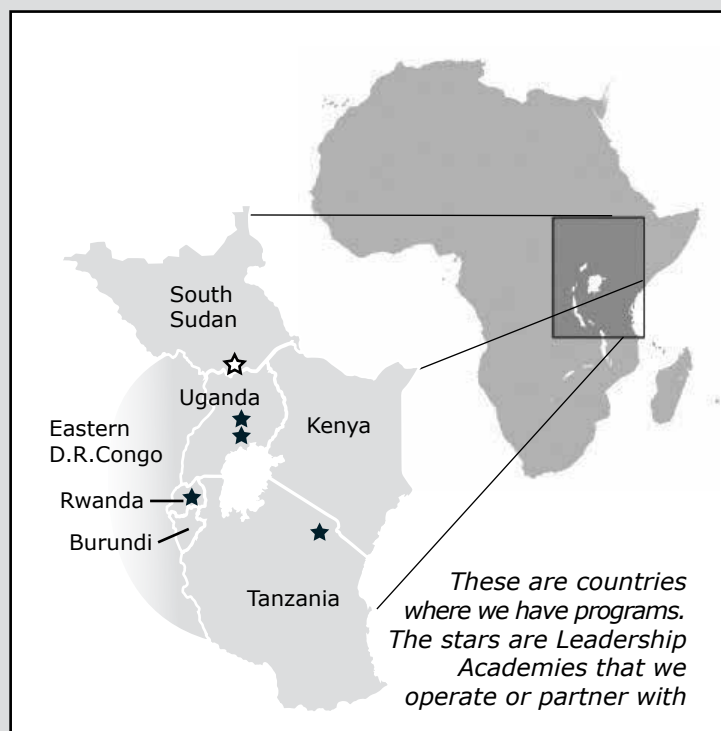 South
Sudan
Uganda
Kenya
Eastern
D.R.Congo
Rwanda
Burundi
Tanzania
These are countries
where we have programs.
The stars are Leadership
Academies that we
operate or partner with